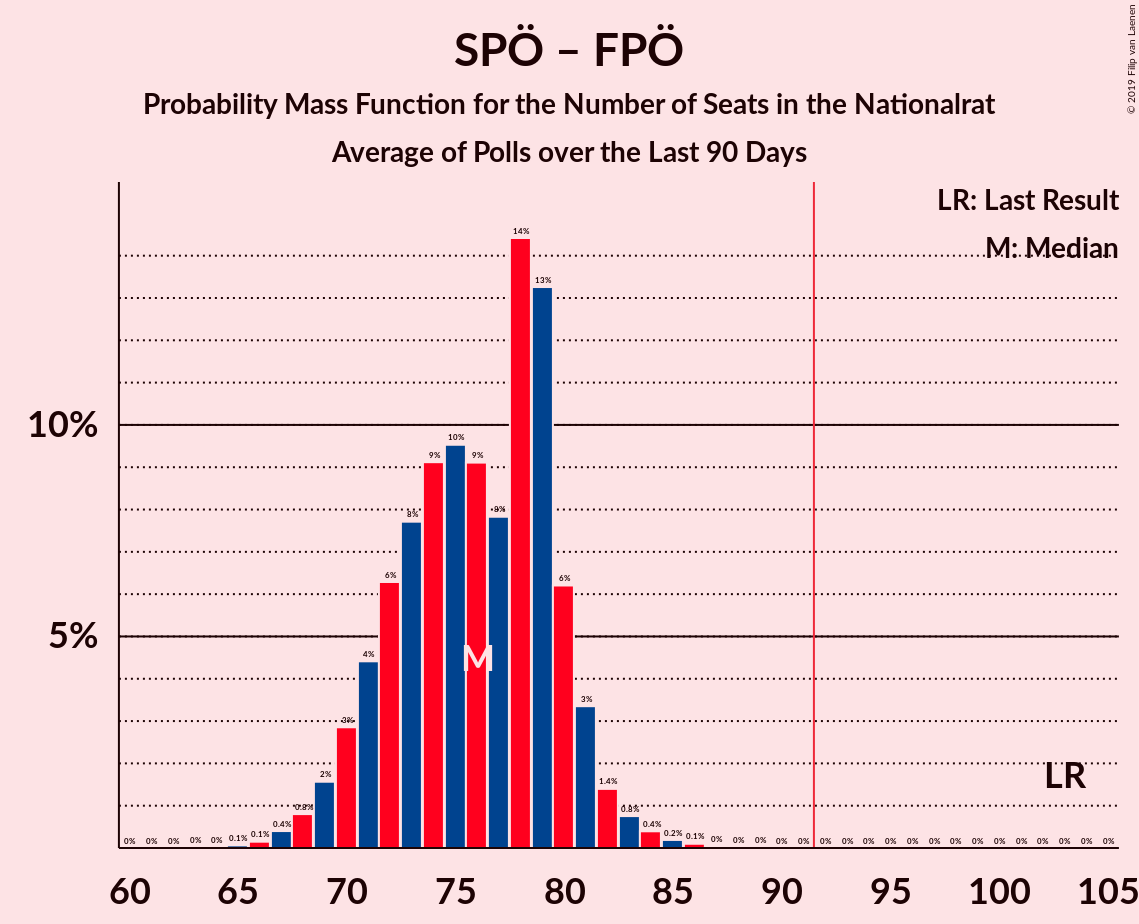 SPÖ – FPÖ
Probability Mass Function for the Number of Seats in the Nationalrat
Average of Polls over the Last 90 Days
© 2019 Filip van Laenen
LR: Last Result
M: Median
14%
13%
10%
10%
9%
9%
8%
8%
6%
6%
5%
4%
M
3%
3%
2%
LR
0% 0% 0% 0% 0% 0.1% 0.1% 0.4% 0.8% 1.4% 0.8% 0.4% 0.2% 0.1% 0% 0% 0% 0% 0% 0% 0% 0% 0% 0% 0% 0% 0% 0% 0% 0% 0% 0% 0%
60 65 70 75 80 85 90 95 100 105